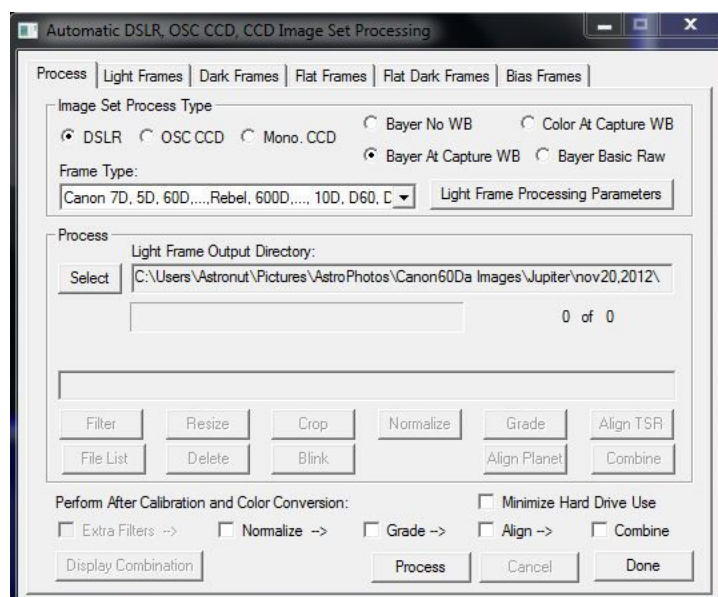 Automatic DSLR, OSC CCD, CCD Image Set Processing
Process Light Frames Dark Frames Flat Frames Flat Dark Frames Bias Frames
Image Set Process Type
DSLR OSC CCD Mono. CCD
Bayer No WB Color At Capture WB
Bayer At Capture WB Bayer Basic Raw
Frame Type:
Canon 7D, 5D, 60D,...,Rebel, 600D,..., 10D, D60, D
Light Frame Processing Parameters
Process
Light Frame Output Directory:
Select C:\Users\Astronut\Pictures\AstroPhotos\Canon60Da Images\Jupiter\nov20,2012\
0 of 0
Filter Resize Crop Normalize Grade Align TSR
File List Delete Blink Align Planet Combine
Perform After Calibration and Color Conversion: Minimize Hard Drive Use
Extra Filters --> Normalize --> Grade --> Align --> Combine
Display Combination Process Cancel Done